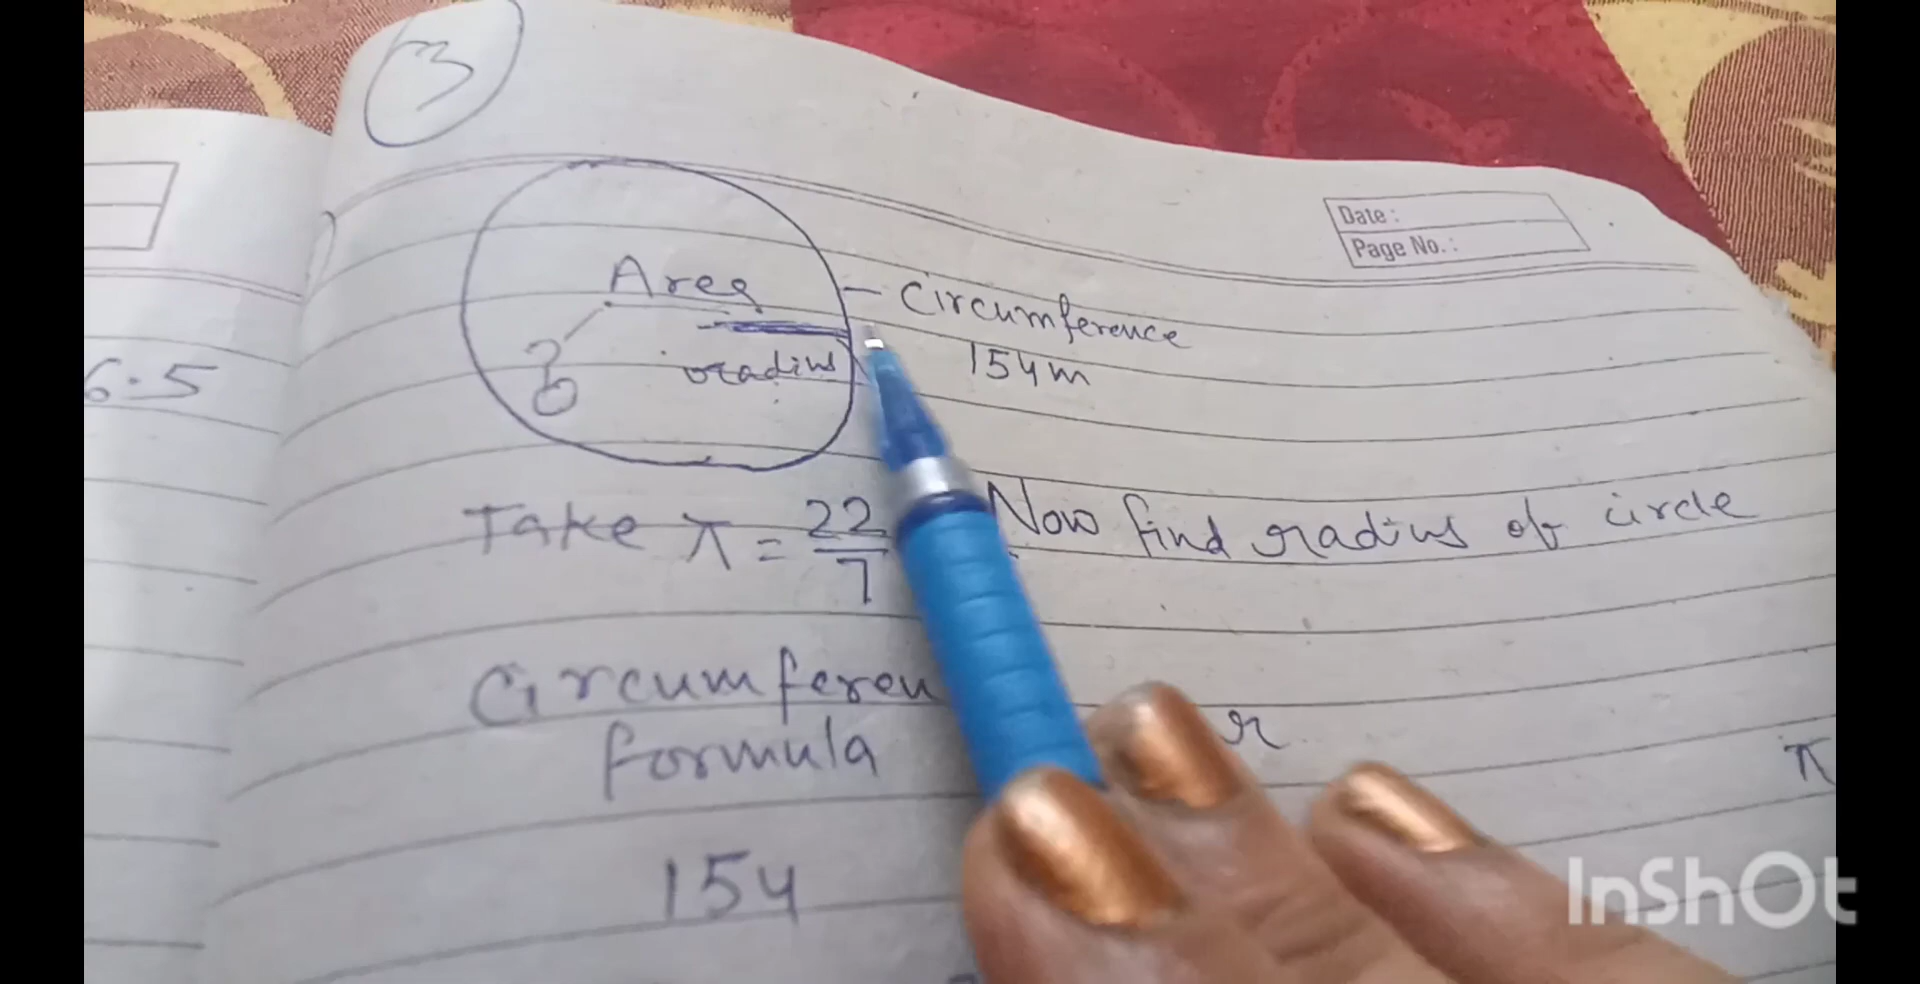 3
Date :
Page No. :
Area
Circumference
154m
radius
?
6.5
Take π = 22/7
Now find radius of circle
Circumferen
r
formula
π
154
InShOt